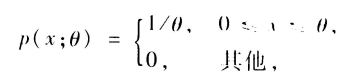 p(x;θ) = { 1/θ, 0 ≤ x ≤ θ,
0, 其他,